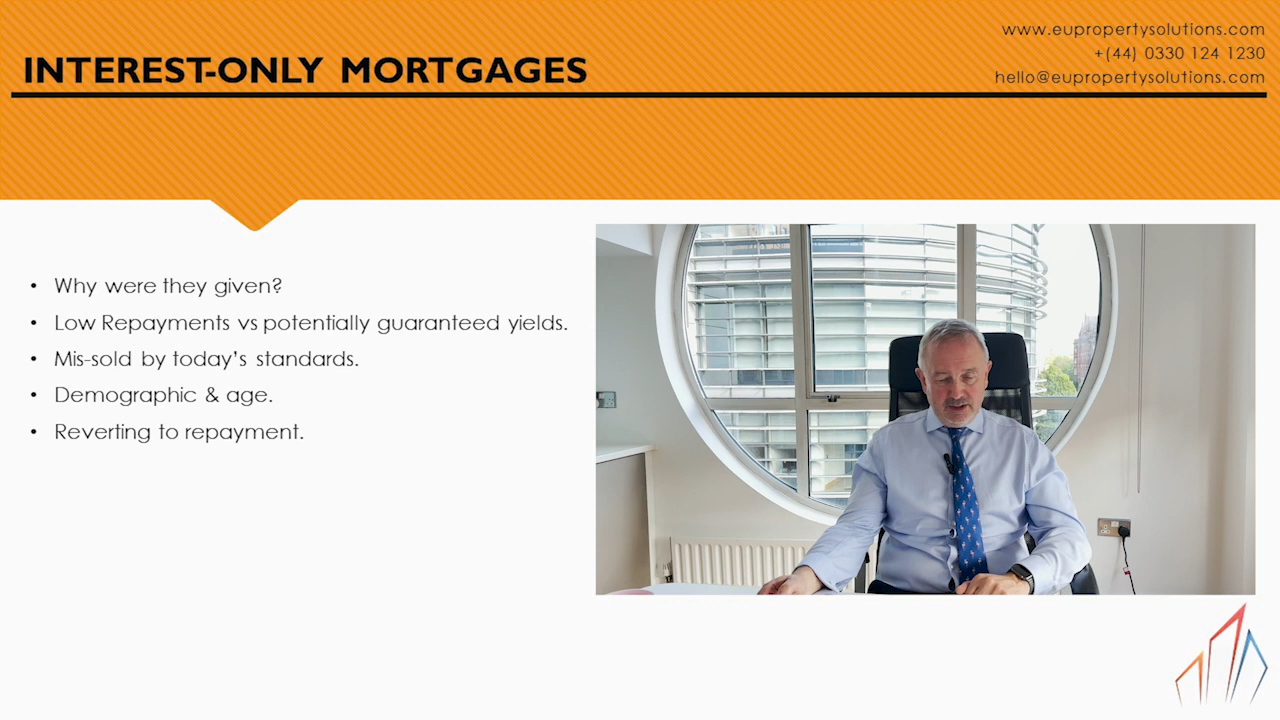 www.eupropertysolutions.com
+(44) 0330 124 1230
hello@eupropertysolutions.com
INTEREST-ONLY MORTGAGES
• Why were they given?
• Low Repayments vs potentially guaranteed yields.
• Mis-sold by today's standards.
• Demographic & age.
• Reverting to repayment.